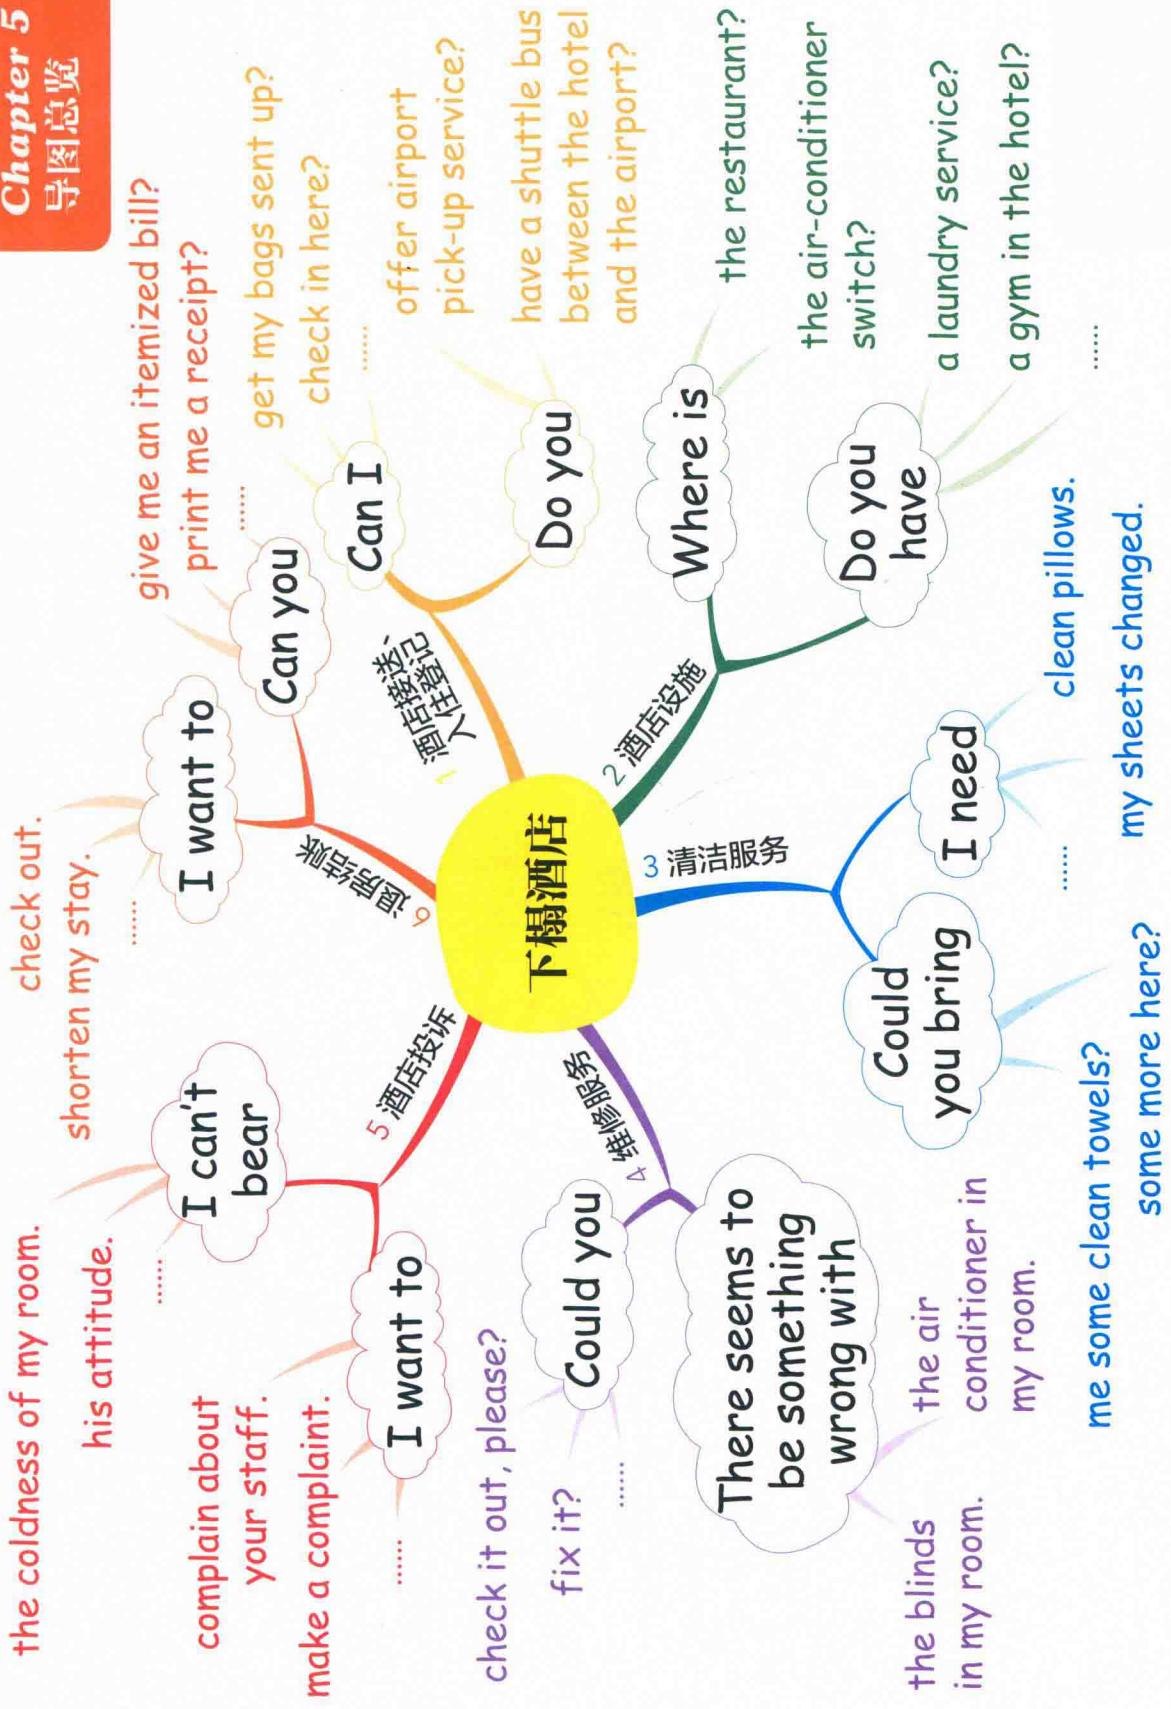 Chapter 5
导图总览
下榻酒店
1 酒店接送、
入住登记
Can I
get my bags sent up?
check in here?
......
Do you
offer airport
pick-up service?
have a shuttle bus
between the hotel
and the airport?
2 酒店设施
Where is
the restaurant?
the air-conditioner
switch?
Do you
have
a laundry service?
a gym in the hotel?
......
3 清洁服务
I need
clean pillows.
my sheets changed.
......
Could
you bring
me some clean towels?
some more here?
4 维修服务
There seems to
be something
wrong with
the air
conditioner in
my room.
the blinds
in my room.
Could you
check it out, please?
fix it?
......
5 酒店投诉
I want to
complain about
your staff.
make a complaint.
......
I can't
bear
the coldness of my room.
his attitude.
......
6 退房结账
I want to
check out.
shorten my stay.
......
Can you
give me an itemized bill?
print me a receipt?
......